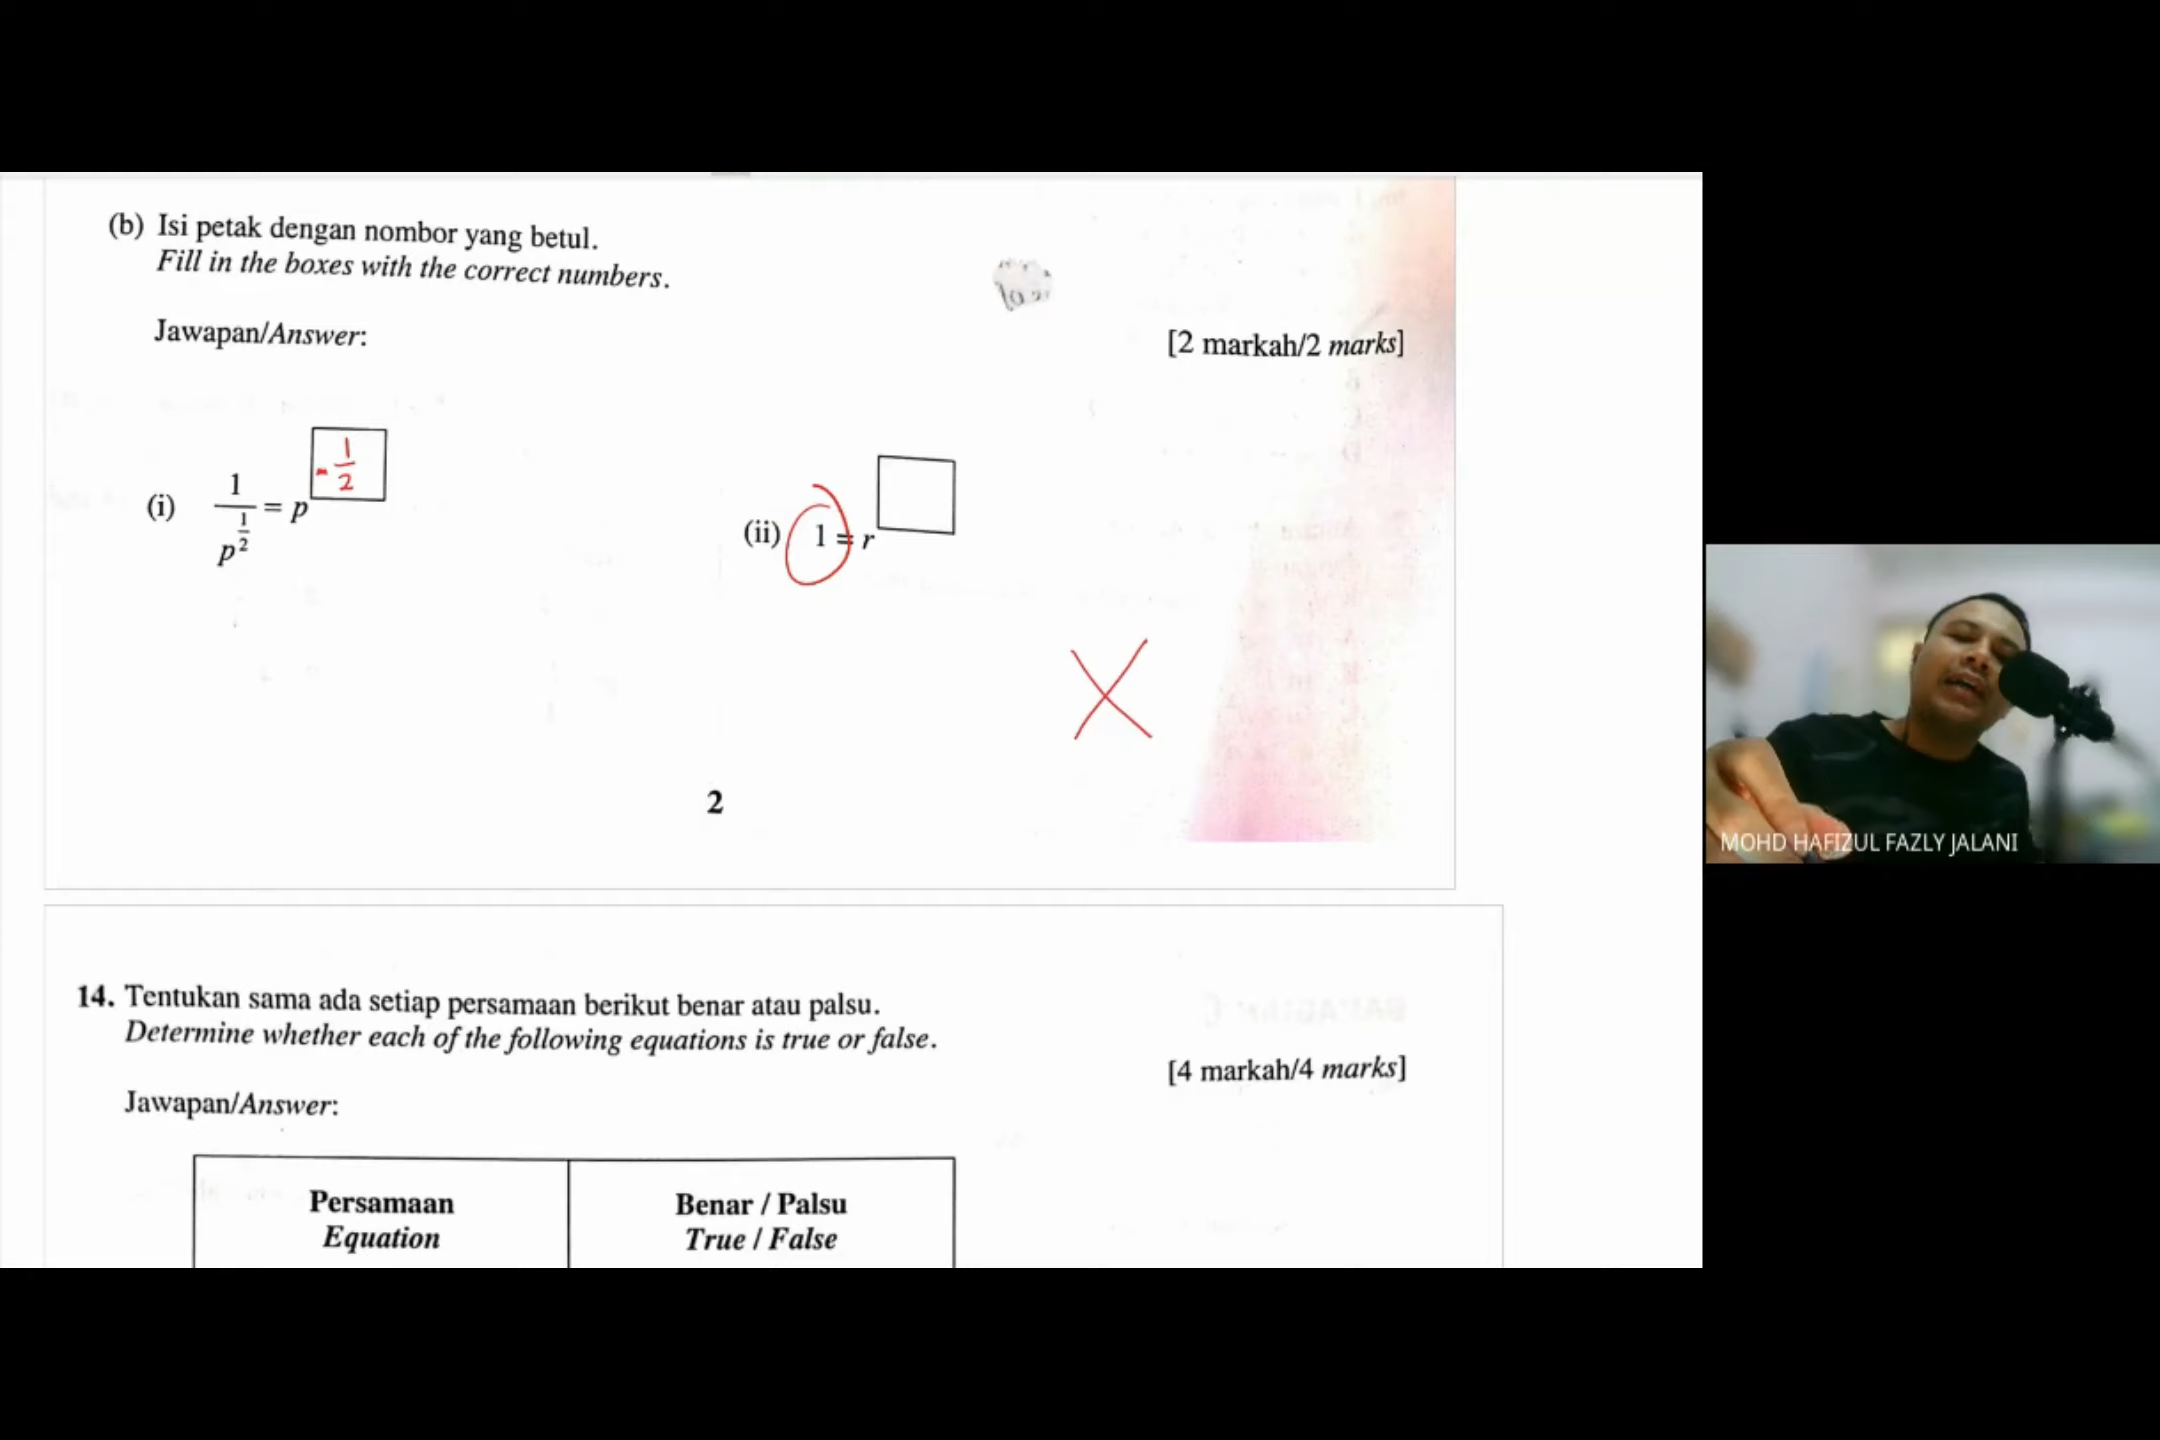 (b) Isi petak dengan nombor yang betul.
Fill in the boxes with the correct numbers.
Jawapan/Answer:
[2 markah/2 marks]
(i) 1/p^(1/2) = p^[-1/2]
(ii) 1 = r
2
14. Tentukan sama ada setiap persamaan berikut benar atau palsu.
Determine whether each of the following equations is true or false.
[4 markah/4 marks]
Jawapan/Answer:
Persamaan
Equation
Benar / Palsu
True / False
MOHD HAFIZUL FAZLY JALANI